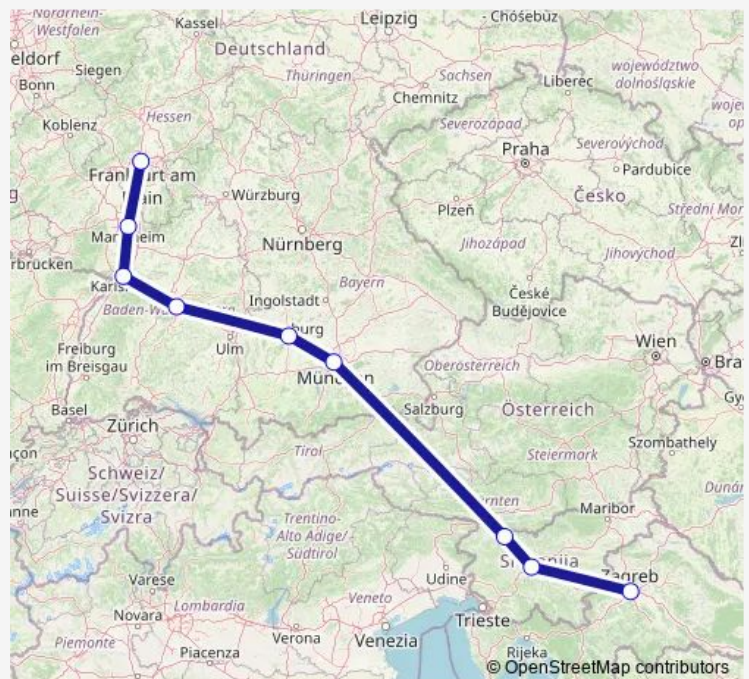 Nordrhein-
Westfalen
Kassel
Leipzig
- Chóśebuz
Deutschland
Siegen
Bonn
Thüringen
Sachsen
Chemnitz
Liberec
województwo
dolnośląskie
Koblenz
Hessen
Severozápad
Severovýchod
Praha
Pardubice
Frankfurt am
Würzburg
Česko
Plzeň
Střední
Nürnberg
Jihozápad
Jihovýchod
Ingolstadt
Bayern
České
Budějovice
Freiburg
im Breisgau
Ulm
Wien
Oberösterreich
München
Salzburg
Österreich
Basel
Zürich
Szombathely
Tirol
Steiermark
Schweiz/
Suisse/Svizzera/
Svizra
Maribor
Trentino-
Alto Adige/
Südtirol
Zagreb
Udine
Varese
Lombardia
Veneto
Trieste
Novara
Verona
Venezia
Rijeka
Piemonte
Piacenza
© OpenStreetMap contributors